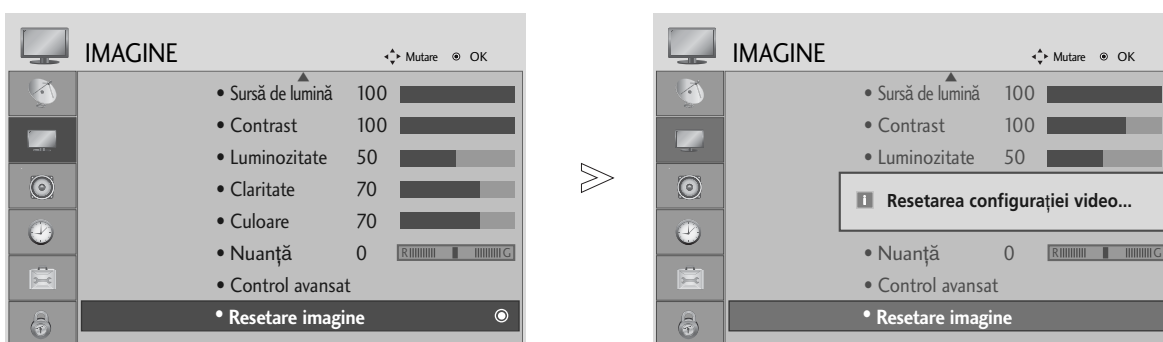 IMAGINE
Mutare OK
• Sursă de lumină 100
• Contrast 100
• Luminozitate 50
• Claritate 70
• Culoare 70
• Nuanță 0 R G
• Control avansat
• Resetare imagine
IMAGINE
Mutare OK
• Sursă de lumină 100
• Contrast 100
• Luminozitate 50
i Resetarea configurației video...
• Nuanță 0 R G
• Control avansat
• Resetare imagine